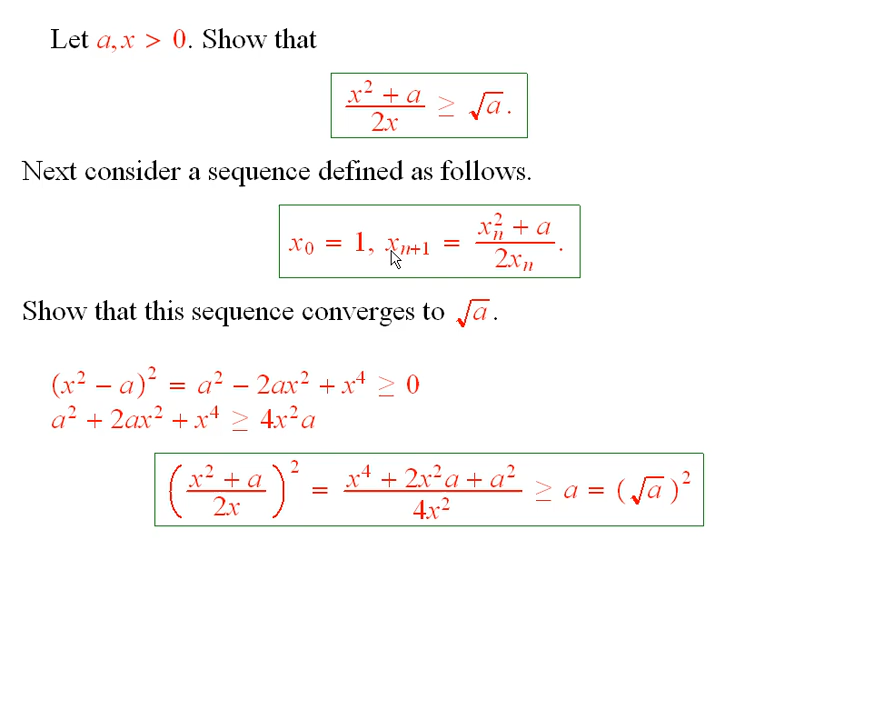 Let a, x > 0. Show that
(x² + a)/(2x) ≥ √a.
Next consider a sequence defined as follows.
x₀ = 1, xₙ₊₁ = (xₙ² + a)/(2xₙ).
Show that this sequence converges to √a.
(x² − a)² = a² − 2ax² + x⁴ ≥ 0
a² + 2ax² + x⁴ ≥ 4x²a
((x² + a)/(2x))² = (x⁴ + 2x²a + a²)/(4x²) ≥ a = (√a)²